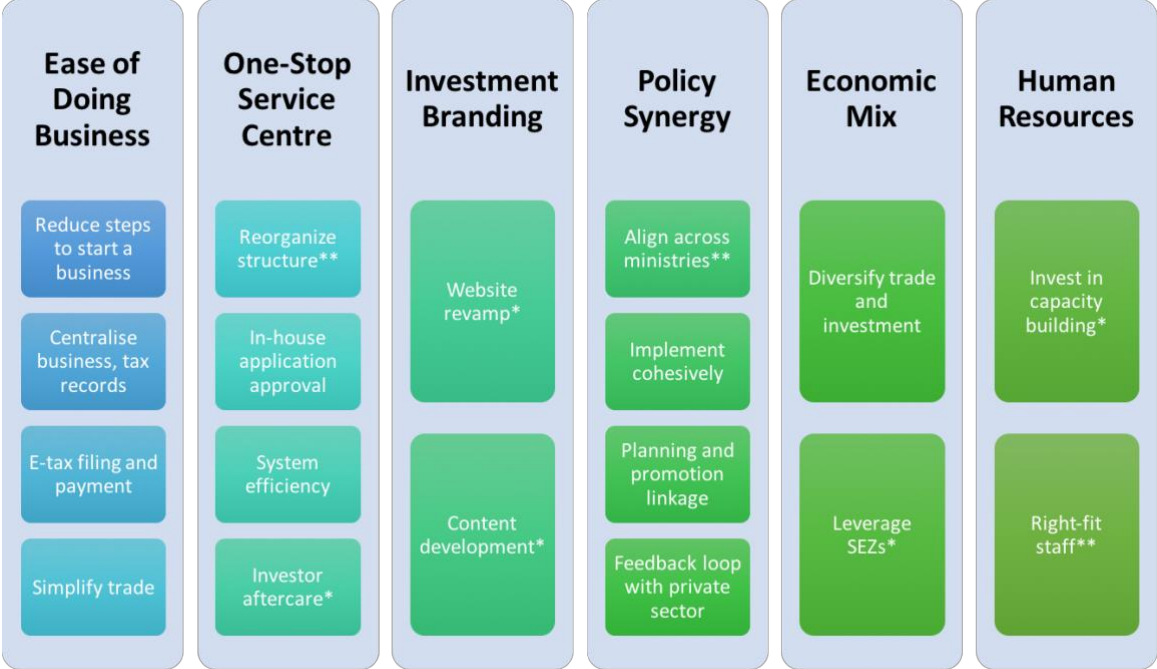 Ease of
Doing
Business
Reduce steps
to start a
business
Centralise
business, tax
records
E-tax filing and
payment
Simplify trade
One-Stop
Service
Centre
Reorganize
structure**
In-house
application
approval
System
efficiency
Investor
aftercare*
Investment
Branding
Website
revamp*
Content
development*
Policy
Synergy
Align across
ministries**
Implement
cohesively
Planning and
promotion
linkage
Feedback loop
with private
sector
Economic
Mix
Diversify trade
and
investment
Leverage
SEZs*
Human
Resources
Invest in
capacity
building*
Right-fit
staff**